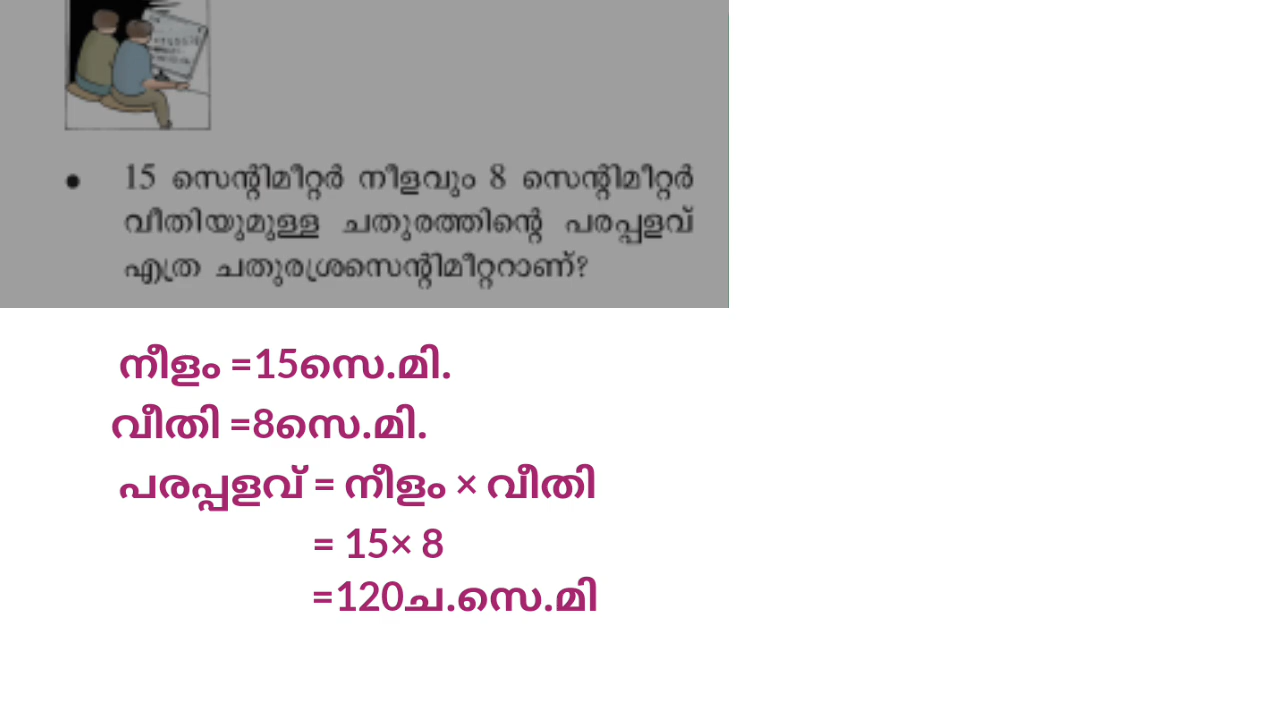 • 15 സെന്റിമീറ്റർ നീളവും 8 സെന്റിമീറ്റർ
വീതിയുമുള്ള ചതുരത്തിന്റെ പരപ്പളവ്
എത്ര ചതുരശ്രസെന്റിമീറ്ററാണ്?
നീളം =15സെ.മി.
വീതി =8സെ.മി.
പരപ്പളവ് = നീളം × വീതി
= 15× 8
=120ച.സെ.മി